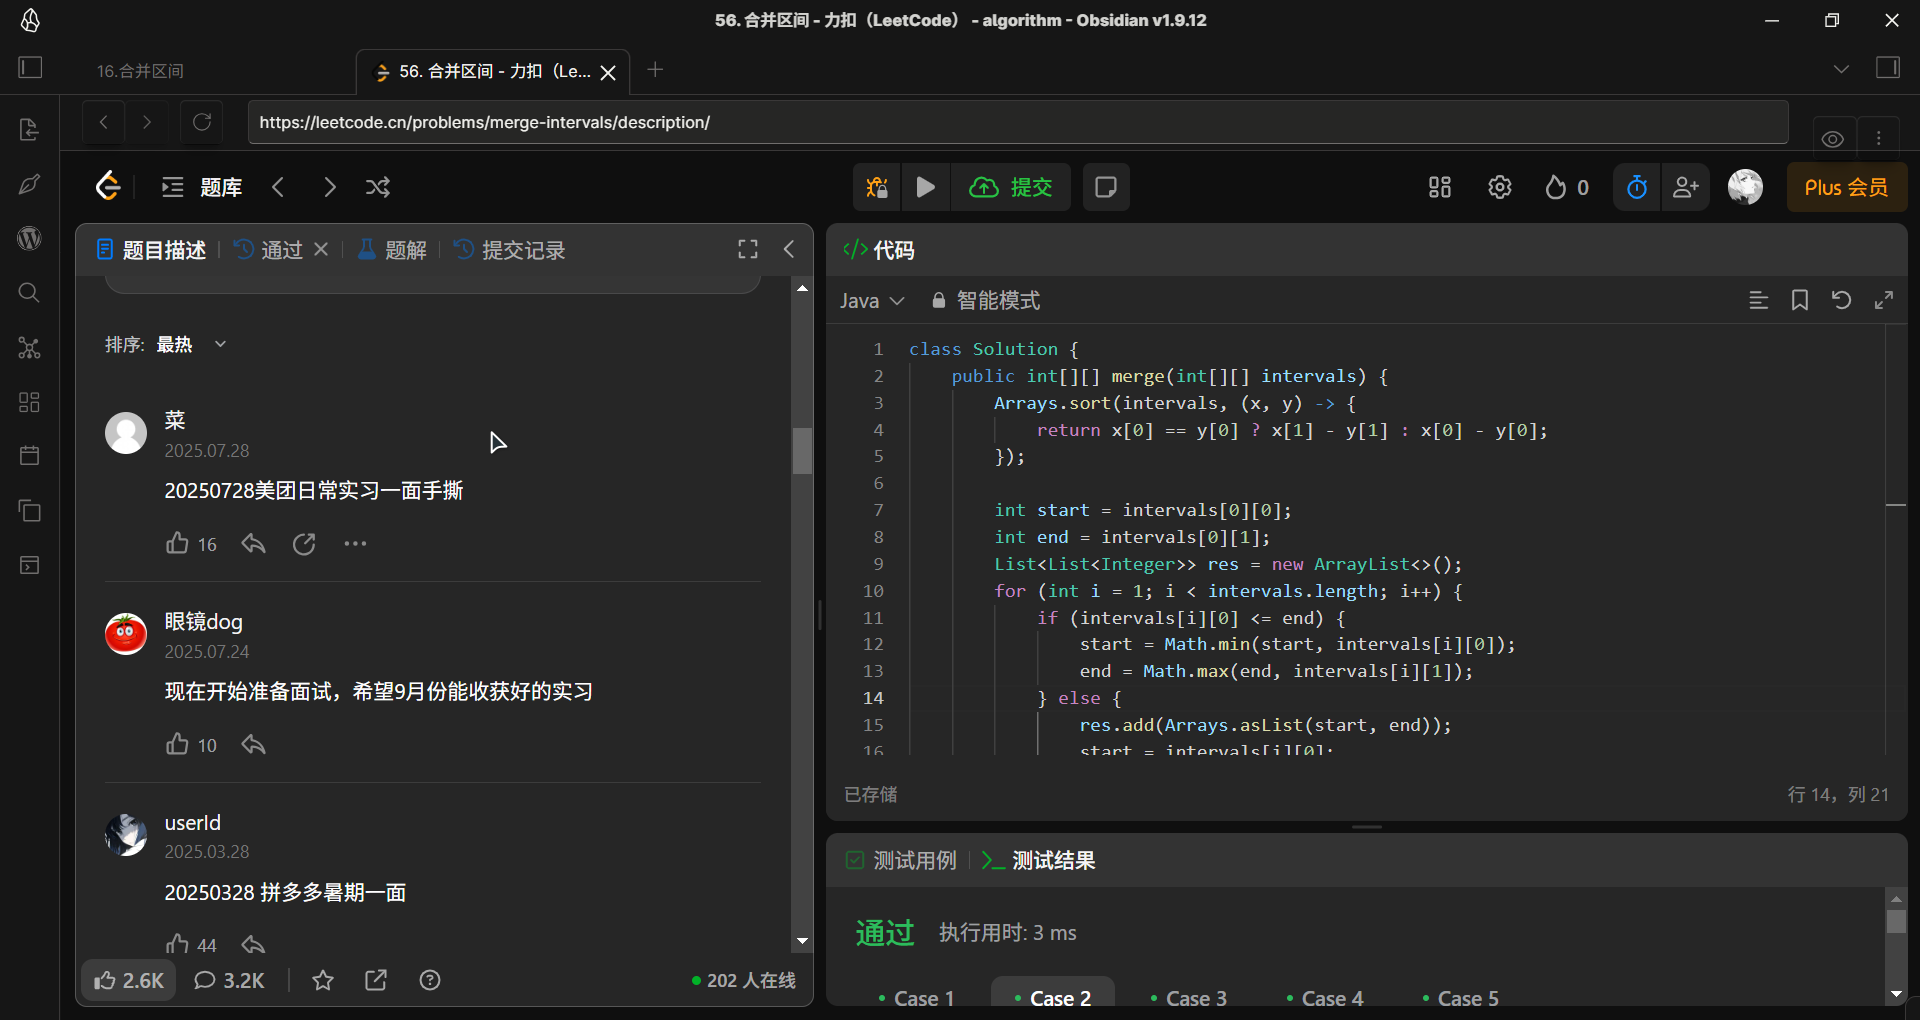 56. 合并区间 - 力扣（LeetCode） - algorithm - Obsidian v1.9.12
16.合并区间
56. 合并区间 - 力扣（Le...
https://leetcode.cn/problems/merge-intervals/description/
题库
提交
0
Plus 会员
题目描述
通过
题解
提交记录
排序: 最热
菜
2025.07.28
20250728美团日常实习一面手撕
16
眼镜dog
2025.07.24
现在开始准备面试，希望9月份能收获好的实习
10
userId
2025.03.28
20250328 拼多多暑期一面
44
2.6K
3.2K
202 人在线
</> 代码
Java
智能模式
1 class Solution {
2 public int[][] merge(int[][] intervals) {
3 Arrays.sort(intervals, (x, y) -> {
4 return x[0] == y[0] ? x[1] - y[1] : x[0] - y[0];
5 });
6
7 int start = intervals[0][0];
8 int end = intervals[0][1];
9 List<List<Integer>> res = new ArrayList<>();
10 for (int i = 1; i < intervals.length; i++) {
11 if (intervals[i][0] <= end) {
12 start = Math.min(start, intervals[i][0]);
13 end = Math.max(end, intervals[i][1]);
14 } else {
15 res.add(Arrays.asList(start, end));
16 start = intervals[i][0];
已存储
行 14，列 21
测试用例
测试结果
通过
执行用时: 3 ms
Case 1
Case 2
Case 3
Case 4
Case 5